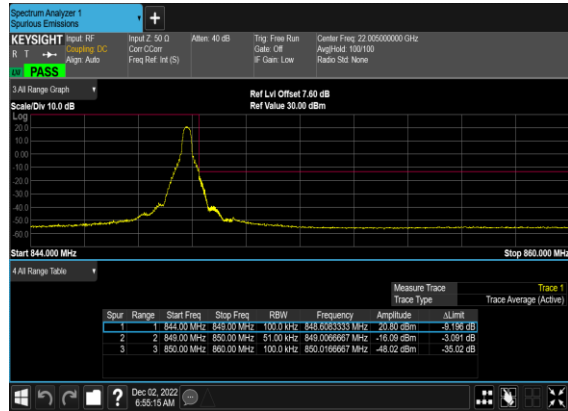 Spectrum Analyzer 1
Spurious Emissions
+
KEYSIGHT Input: RF Input Z: 50 Ω Atten: 40 dB Trig: Free Run Center Freq: 22.005000000 GHz
R T Coupling: DC Corr CCorr Gate: Off Avg|Hold: 100/100
Align: Auto Freq Ref: Int (S) IF Gain: Low Radio Std: None
PASS
3 All Range Graph
Ref Lvl Offset 7.60 dB
Scale/Div 10.0 dB Ref Value 30.00 dBm
Log
20.0
10.0
0.00
-10.0
-20.0
-30.0
-40.0
-50.0
-60.0
Start 844.000 MHz Stop 860.000 MHz
4 All Range Table
Measure Trace Trace 1
Trace Type Trace Average (Active)
Spur Range Start Freq Stop Freq RBW Frequency Amplitude ΔLimit
1 1 844.00 MHz 849.00 MHz 100.0 kHz 848.6083333 MHz 20.80 dBm -9.196 dB
2 2 849.00 MHz 850.00 MHz 51.00 kHz 849.0066667 MHz -16.09 dBm -3.091 dB
3 3 850.00 MHz 860.00 MHz 100.0 kHz 850.0166667 MHz -48.02 dBm -35.02 dB
? Dec 02, 2022
6:55:15 AM